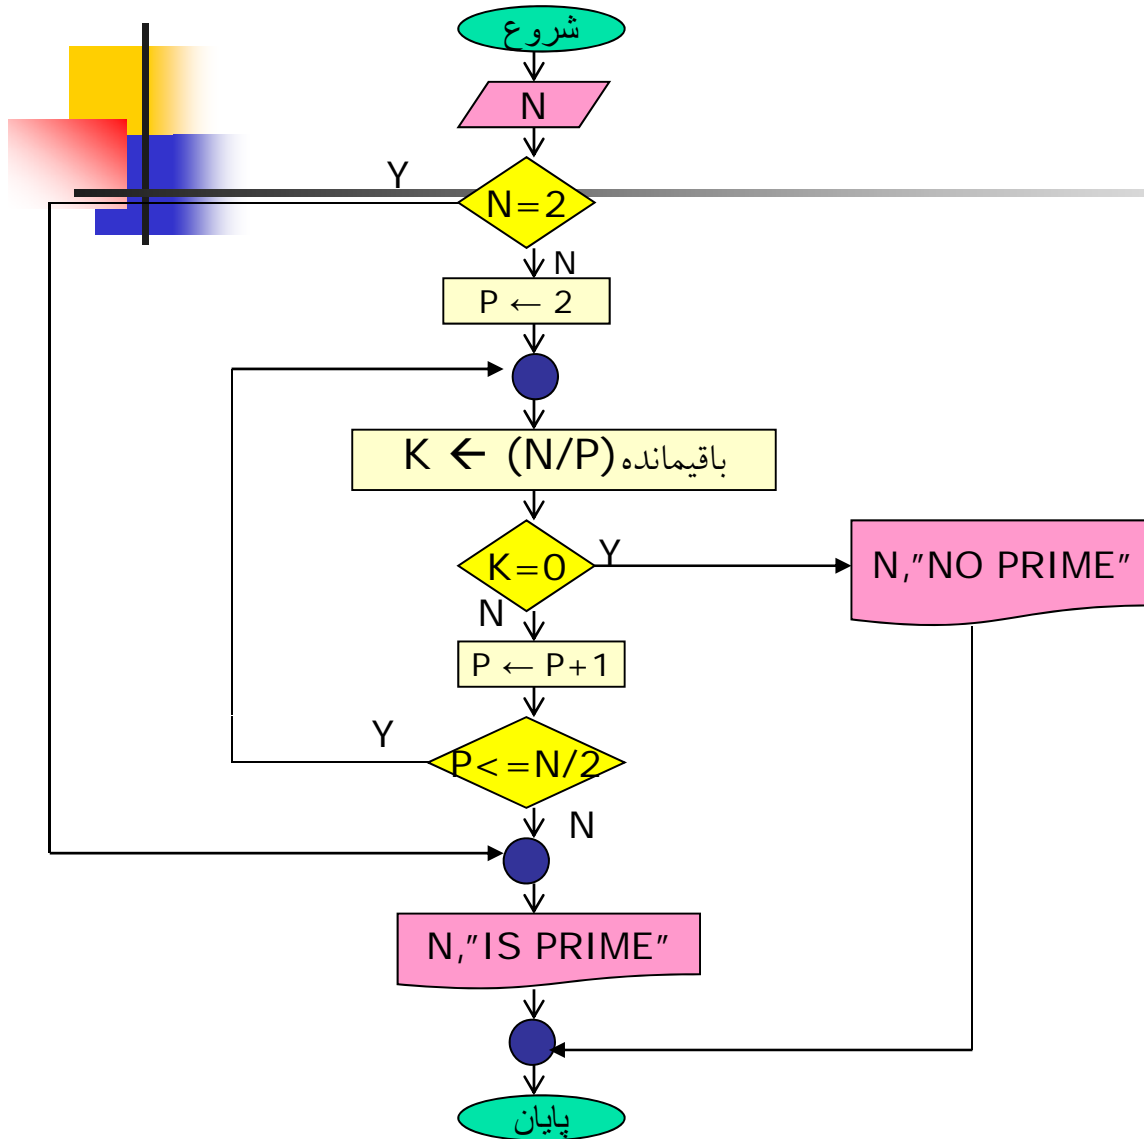 شروع
N
Y
N=2
N
P ← 2
K ← (N/P) باقیمانده
K=0
Y
N,"NO PRIME"
N
P ← P+1
Y
P<=N/2
N
N,"IS PRIME"
پایان